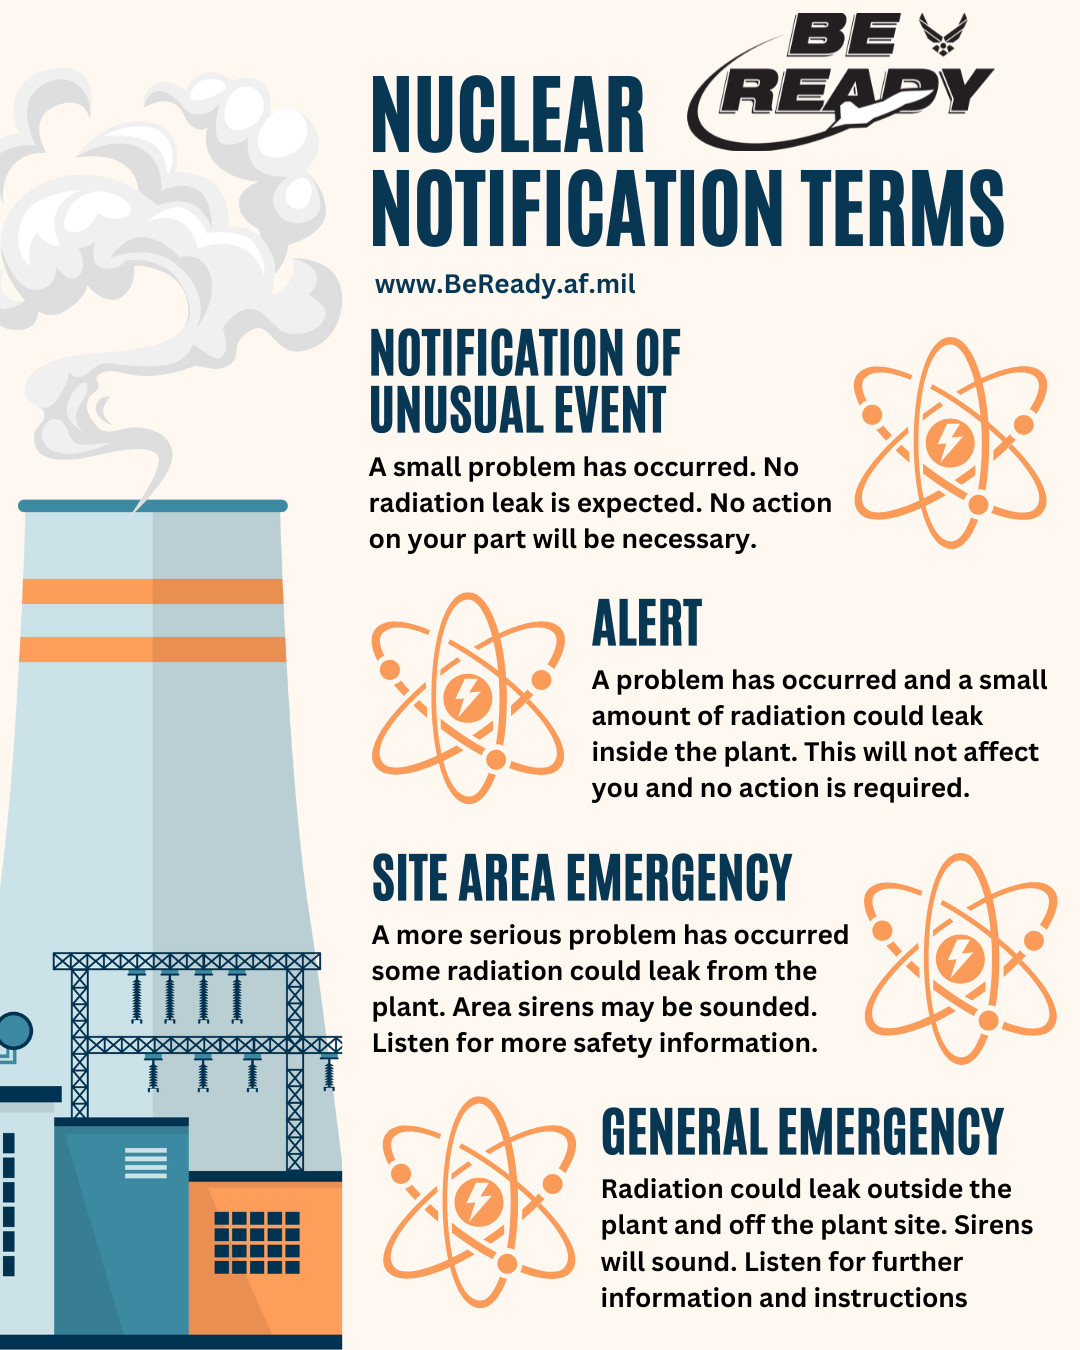 BE
READY
NUCLEAR
NOTIFICATION TERMS
www.BeReady.af.mil
NOTIFICATION OF
UNUSUAL EVENT
A small problem has occurred. No
radiation leak is expected. No action
on your part will be necessary.
ALERT
A problem has occurred and a small
amount of radiation could leak
inside the plant. This will not affect
you and no action is required.
SITE AREA EMERGENCY
A more serious problem has occurred
some radiation could leak from the
plant. Area sirens may be sounded.
Listen for more safety information.
GENERAL EMERGENCY
Radiation could leak outside the
plant and off the plant site. Sirens
will sound. Listen for further
information and instructions